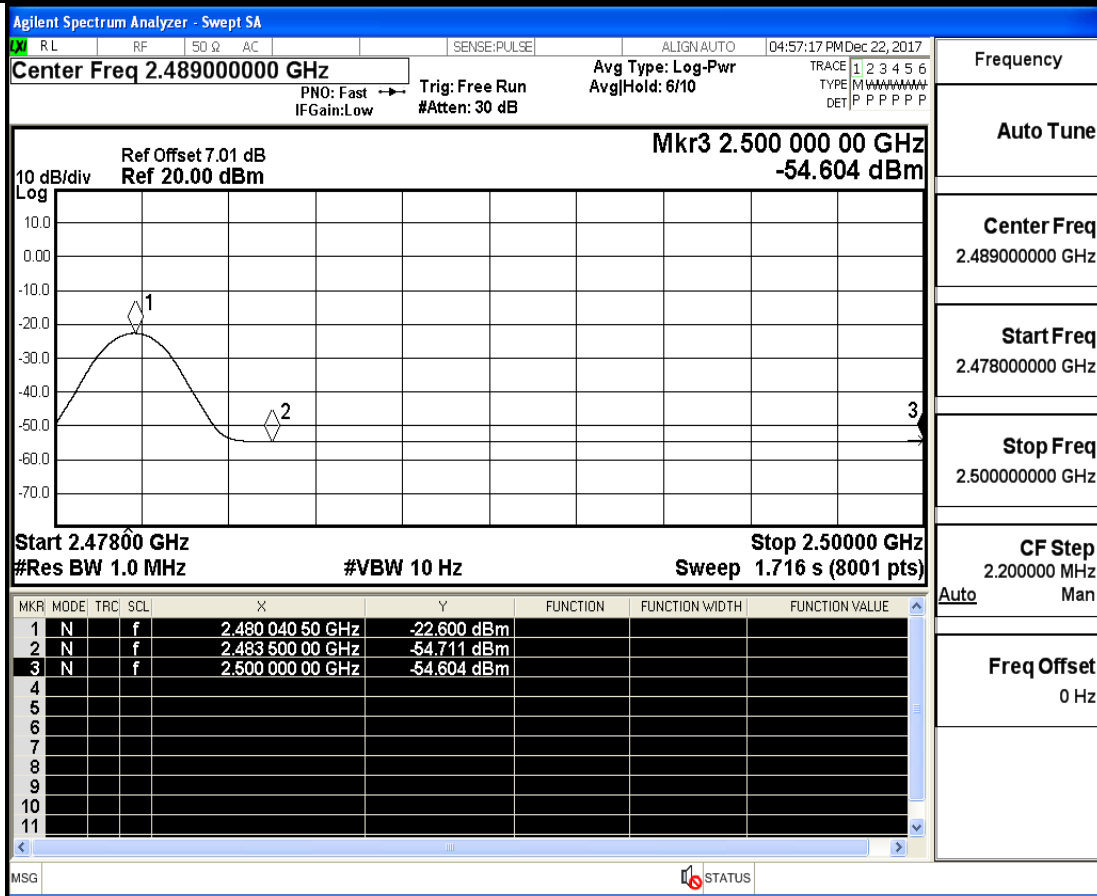 Agilent Spectrum Analyzer - Swept SA
LXI RL RF 50 Ω AC SENSE:PULSE ALIGN AUTO 04:57:17 PM Dec 22, 2017
Center Freq 2.489000000 GHz
PNO: Fast
IFGain:Low
Trig: Free Run
#Atten: 30 dB
Avg Type: Log-Pwr
Avg|Hold: 6/10
TRACE 1 2 3 4 5 6
TYPE M WWWWW
DET P P P P P P
Mkr3 2.500 000 00 GHz
-54.604 dBm
Ref Offset 7.01 dB
10 dB/div Ref 20.00 dBm
Log
10.0
0.00
-10.0
-20.0
-30.0
-40.0
-50.0
-60.0
-70.0
1
2
3
Start 2.47800 GHz Stop 2.50000 GHz
#Res BW 1.0 MHz #VBW 10 Hz Sweep 1.716 s (8001 pts)
MKR MODE TRC SCL X Y FUNCTION FUNCTION WIDTH FUNCTION VALUE
1 N f 2.480 040 50 GHz -22.600 dBm
2 N f 2.483 500 00 GHz -54.711 dBm
3 N f 2.500 000 00 GHz -54.604 dBm
4
5
6
7
8
9
10
11
MSG STATUS
Frequency
Auto Tune
Center Freq
2.489000000 GHz
Start Freq
2.478000000 GHz
Stop Freq
2.500000000 GHz
CF Step
2.200000 MHz
Auto Man
Freq Offset
0 Hz